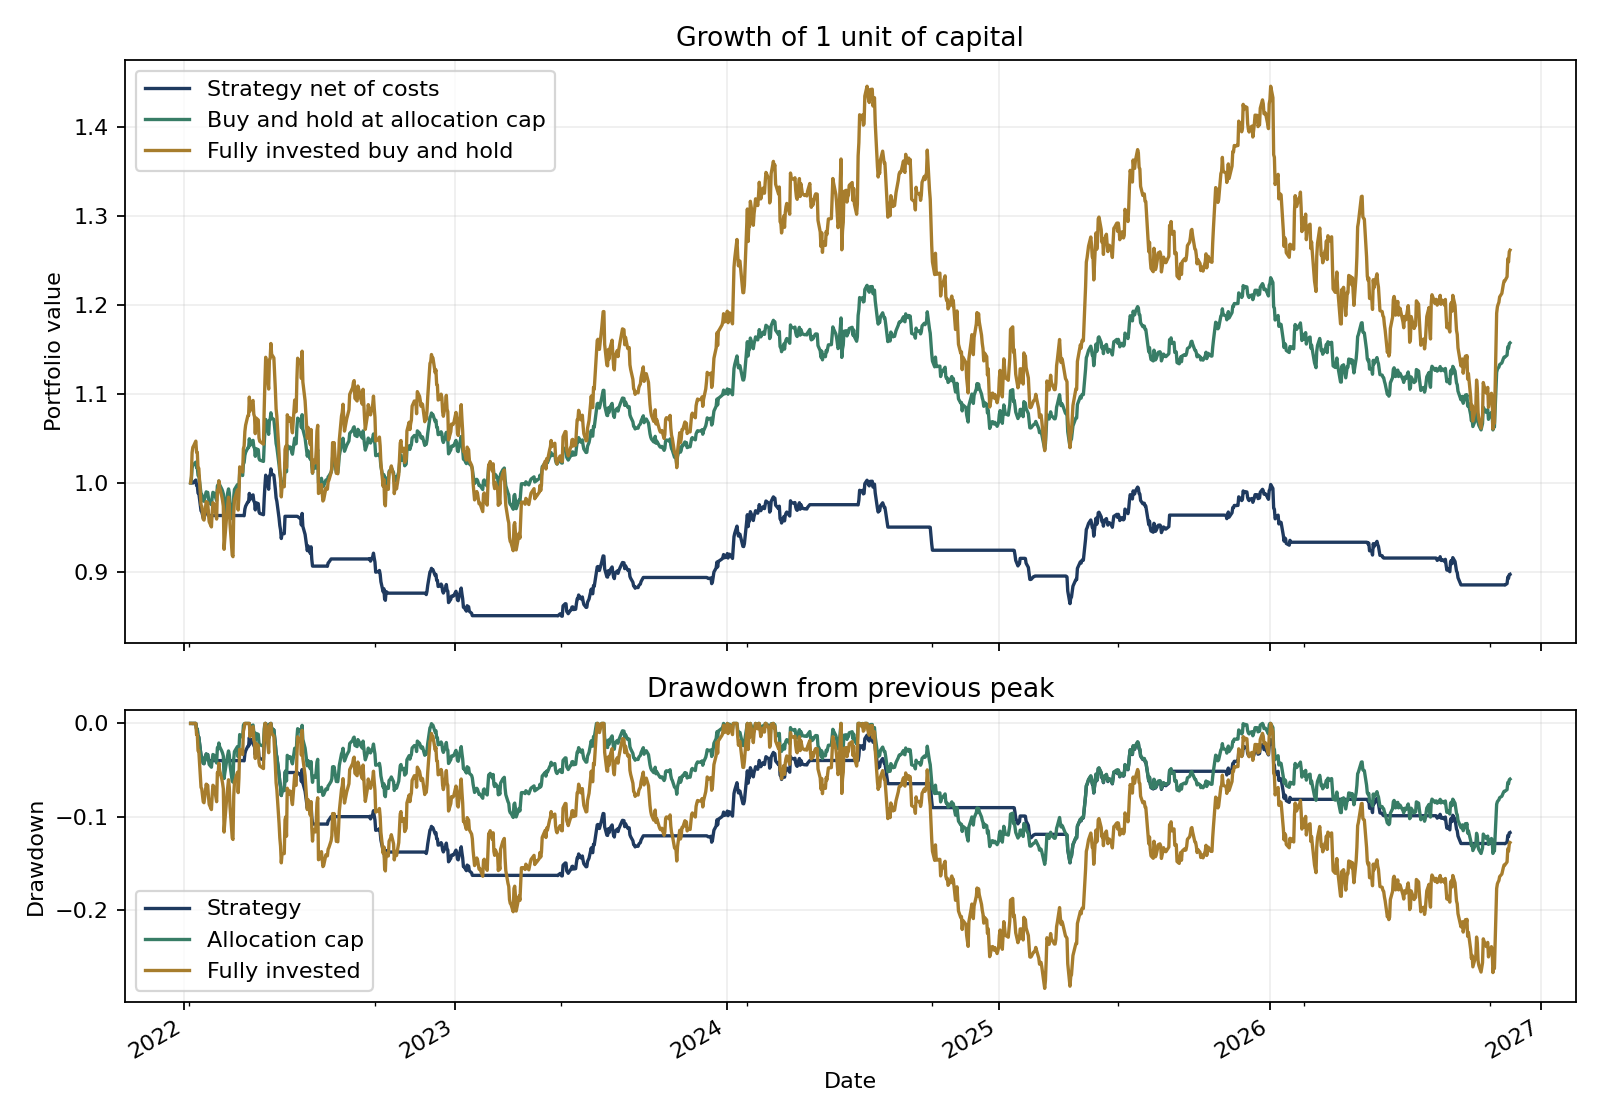 Growth of 1 unit of capital
Strategy net of costs
Buy and hold at allocation cap
Fully invested buy and hold
Portfolio value
1.4
1.3
1.2
1.1
1.0
0.9
Drawdown from previous peak
Drawdown
0.0
−0.1
−0.2
Strategy
Allocation cap
Fully invested
2022
2023
2024
2025
2026
2027
Date